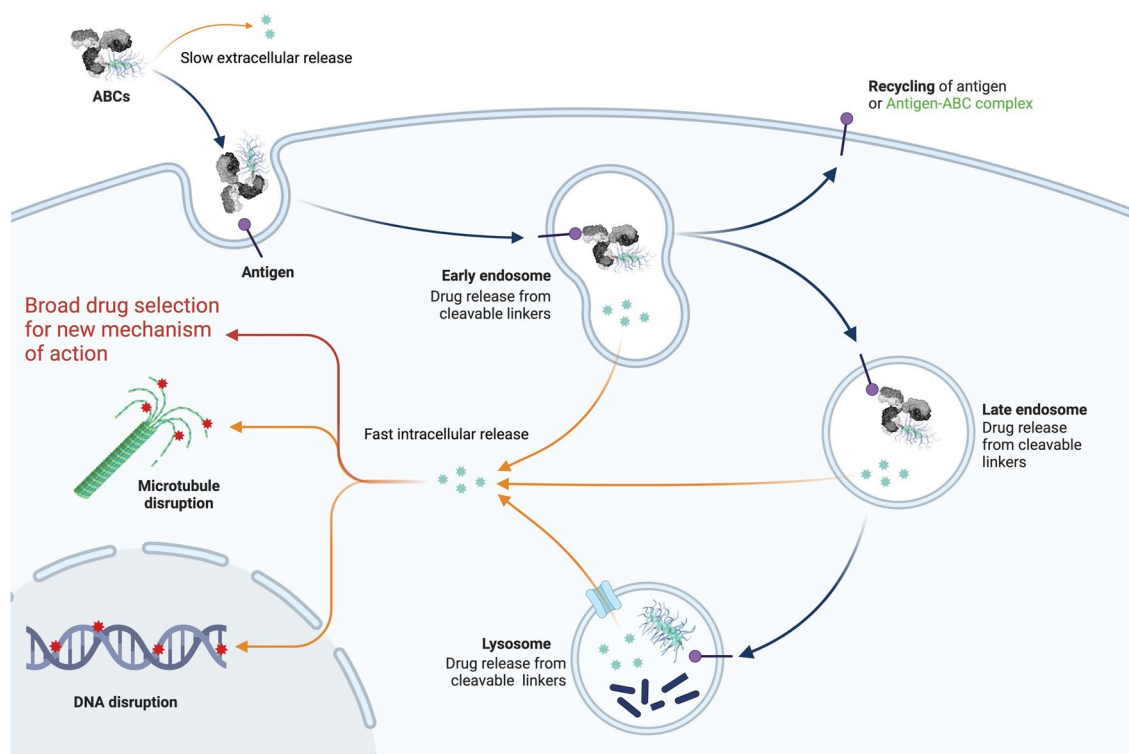 Slow extracellular release
ABCs
Recycling of antigen
or Antigen-ABC complex
Antigen
Early endosome
Drug release from
cleavable linkers
Broad drug selection
for new mechanism
of action
Late endosome
Drug release
from cleavable
linkers
Fast intracellular release
Microtubule
disruption
Lysosome
Drug release from
cleavable linkers
DNA disruption